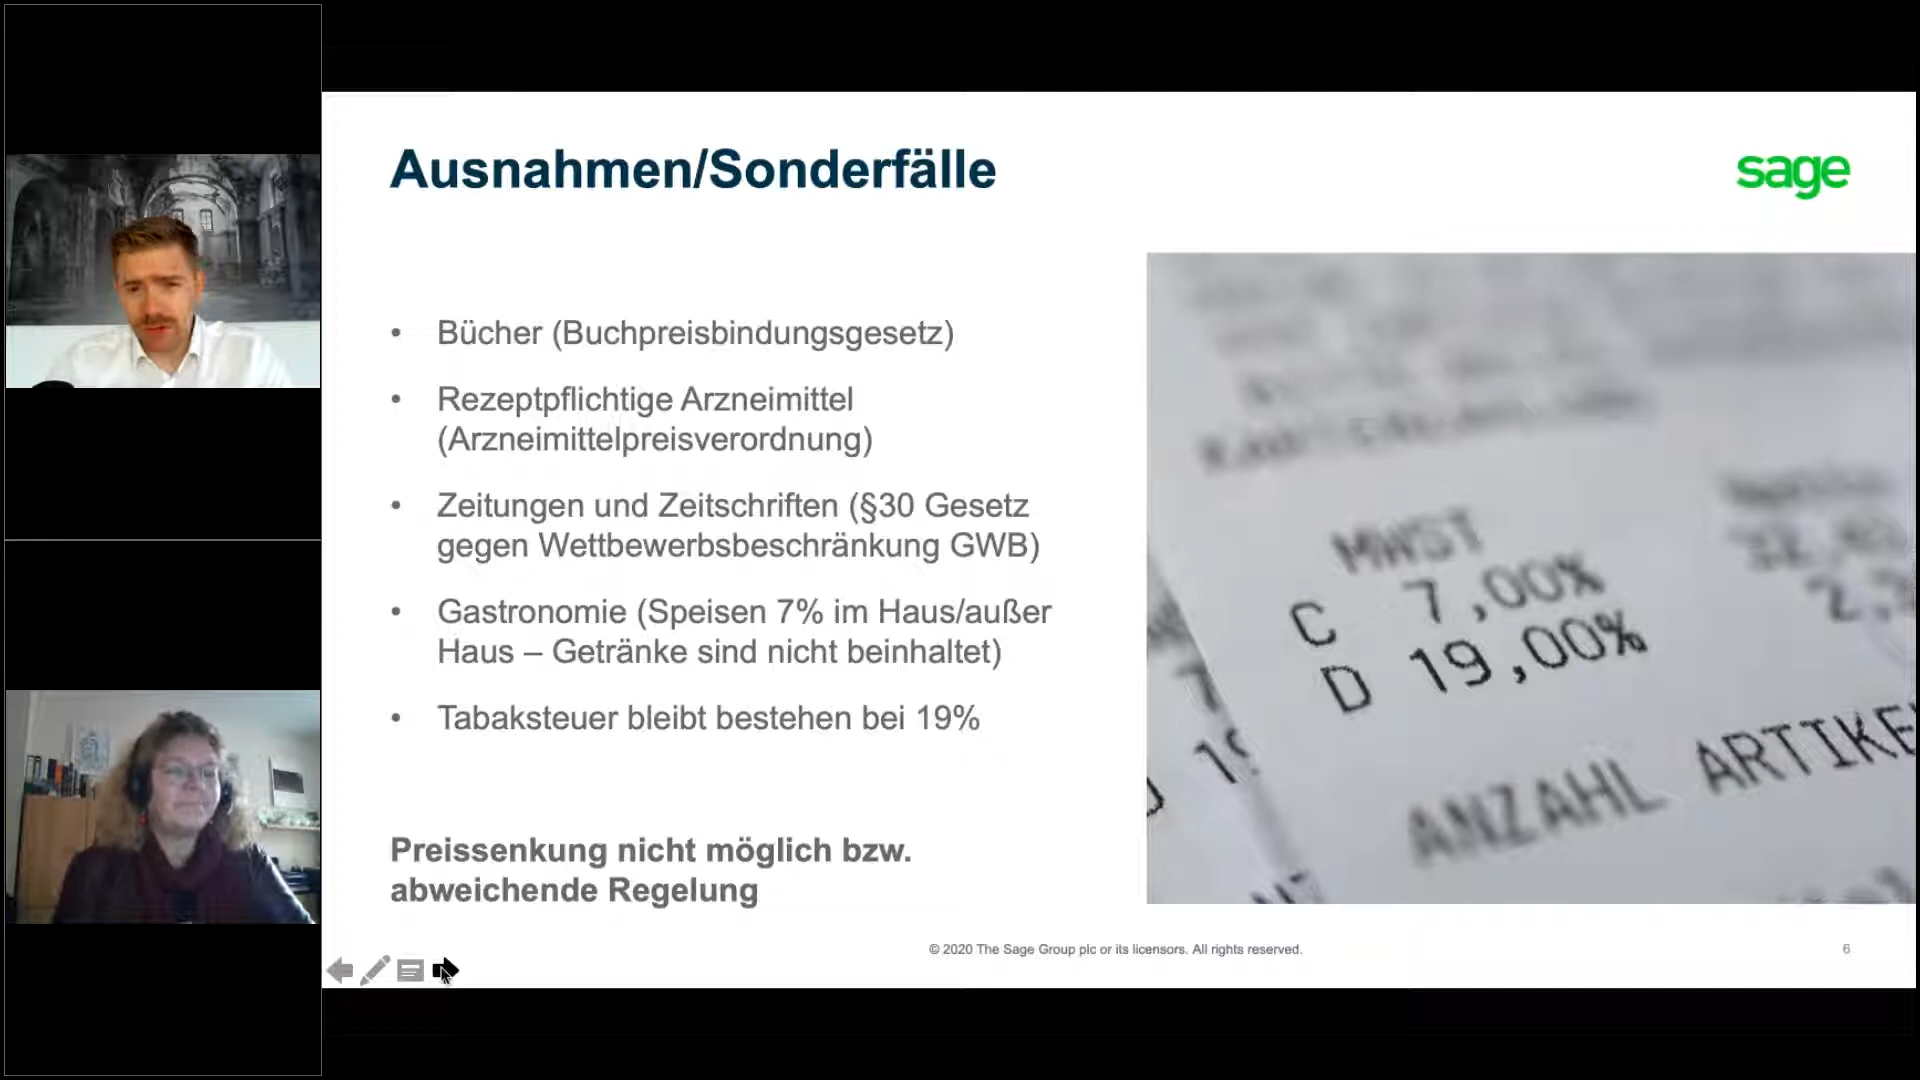 Ausnahmen/Sonderfälle
sage
• Bücher (Buchpreisbindungsgesetz)
• Rezeptpflichtige Arzneimittel
(Arzneimittelpreisverordnung)
• Zeitungen und Zeitschriften (§30 Gesetz
gegen Wettbewerbsbeschränkung GWB)
• Gastronomie (Speisen 7% im Haus/außer
Haus – Getränke sind nicht beinhaltet)
• Tabaksteuer bleibt bestehen bei 19%
Preissenkung nicht möglich bzw.
abweichende Regelung
MWST
C 7,00%
D 19,00%
ANZAHL ARTIKE
© 2020 The Sage Group plc or its licensors. All rights reserved.
6